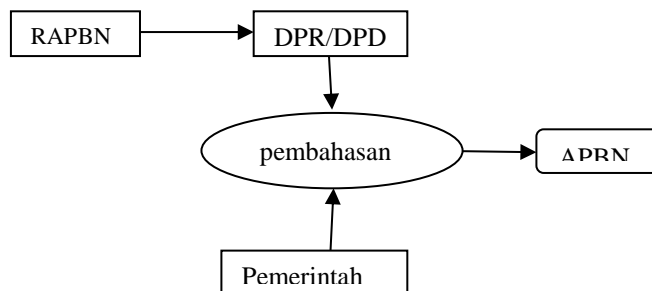 RAPBN
DPR/DPD
pembahasan
APBN
Pemerintah